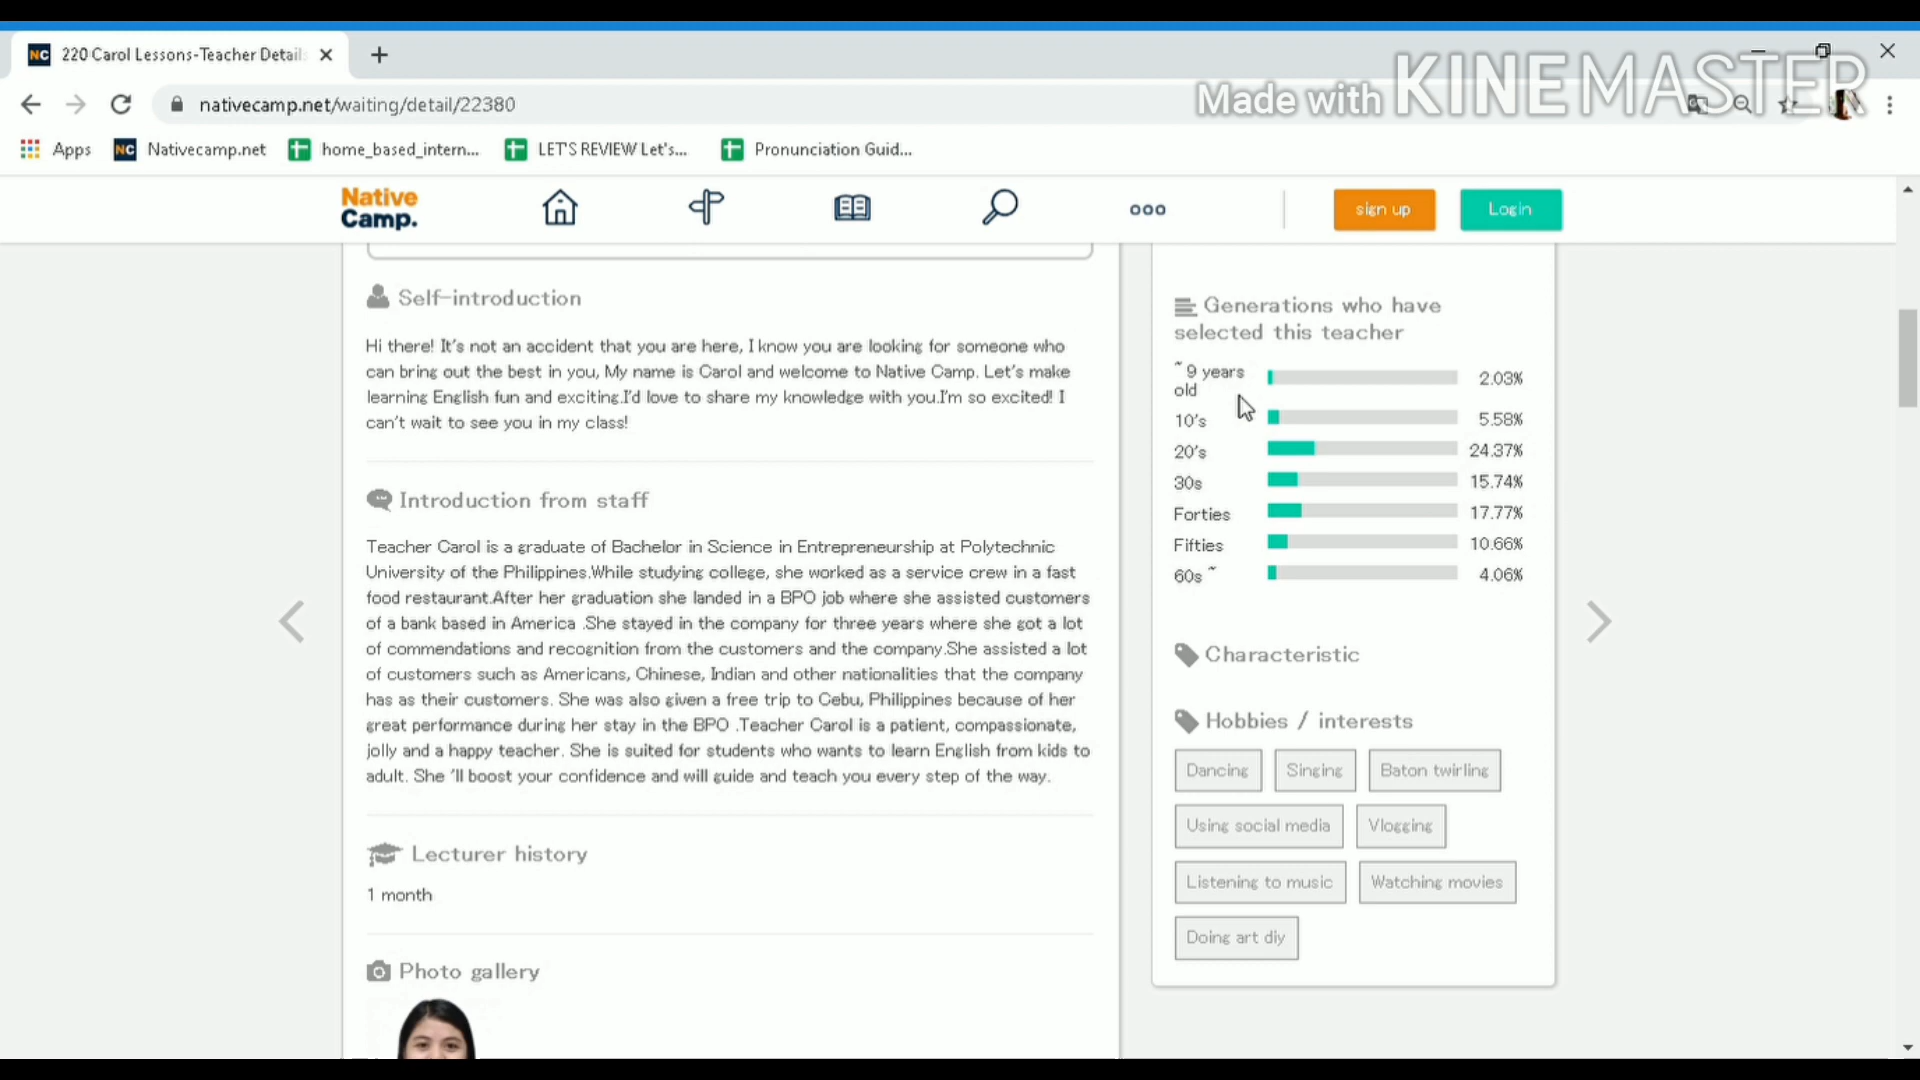 220 Carol Lessons-Teacher Details
nativecamp.net/waiting/detail/22380
Made with KINEMASTER
Apps
NC Nativecamp.net
home_based_intern...
LET'S REVIEW Let's...
Pronunciation Guid...
Native
Camp.
sign up
Login
Self-introduction
Hi there! It's not an accident that you are here, I know you are looking for someone who
can bring out the best in you, My name is Carol and welcome to Native Camp. Let's make
learning English fun and exciting.I'd love to share my knowledge with you.I'm so excited! I
can't wait to see you in my class!
Introduction from staff
Teacher Carol is a graduate of Bachelor in Science in Entrepreneurship at Polytechnic
University of the Philippines.While studying college, she worked as a service crew in a fast
food restaurant.After her graduation she landed in a BPO job where she assisted customers
of a bank based in America .She stayed in the company for three years where she got a lot
of commendations and recognition from the customers and the company.She assisted a lot
of customers such as Americans, Chinese, Indian and other nationalities that the company
has as their customers. She was also given a free trip to Cebu, Philippines because of her
great performance during her stay in the BPO .Teacher Carol is a patient, compassionate,
jolly and a happy teacher. She is suited for students who wants to learn English from kids to
adult. She 'll boost your confidence and will guide and teach you every step of the way.
Lecturer history
1 month
Photo gallery
Generations who have
selected this teacher
~ 9 years
old 2.03%
10's 5.58%
20's 24.37%
30s 15.74%
Forties 17.77%
Fifties 10.66%
60s ~ 4.06%
Characteristic
Hobbies / interests
Dancing Singing Baton twirling
Using social media Vlogging
Listening to music Watching movies
Doing art diy